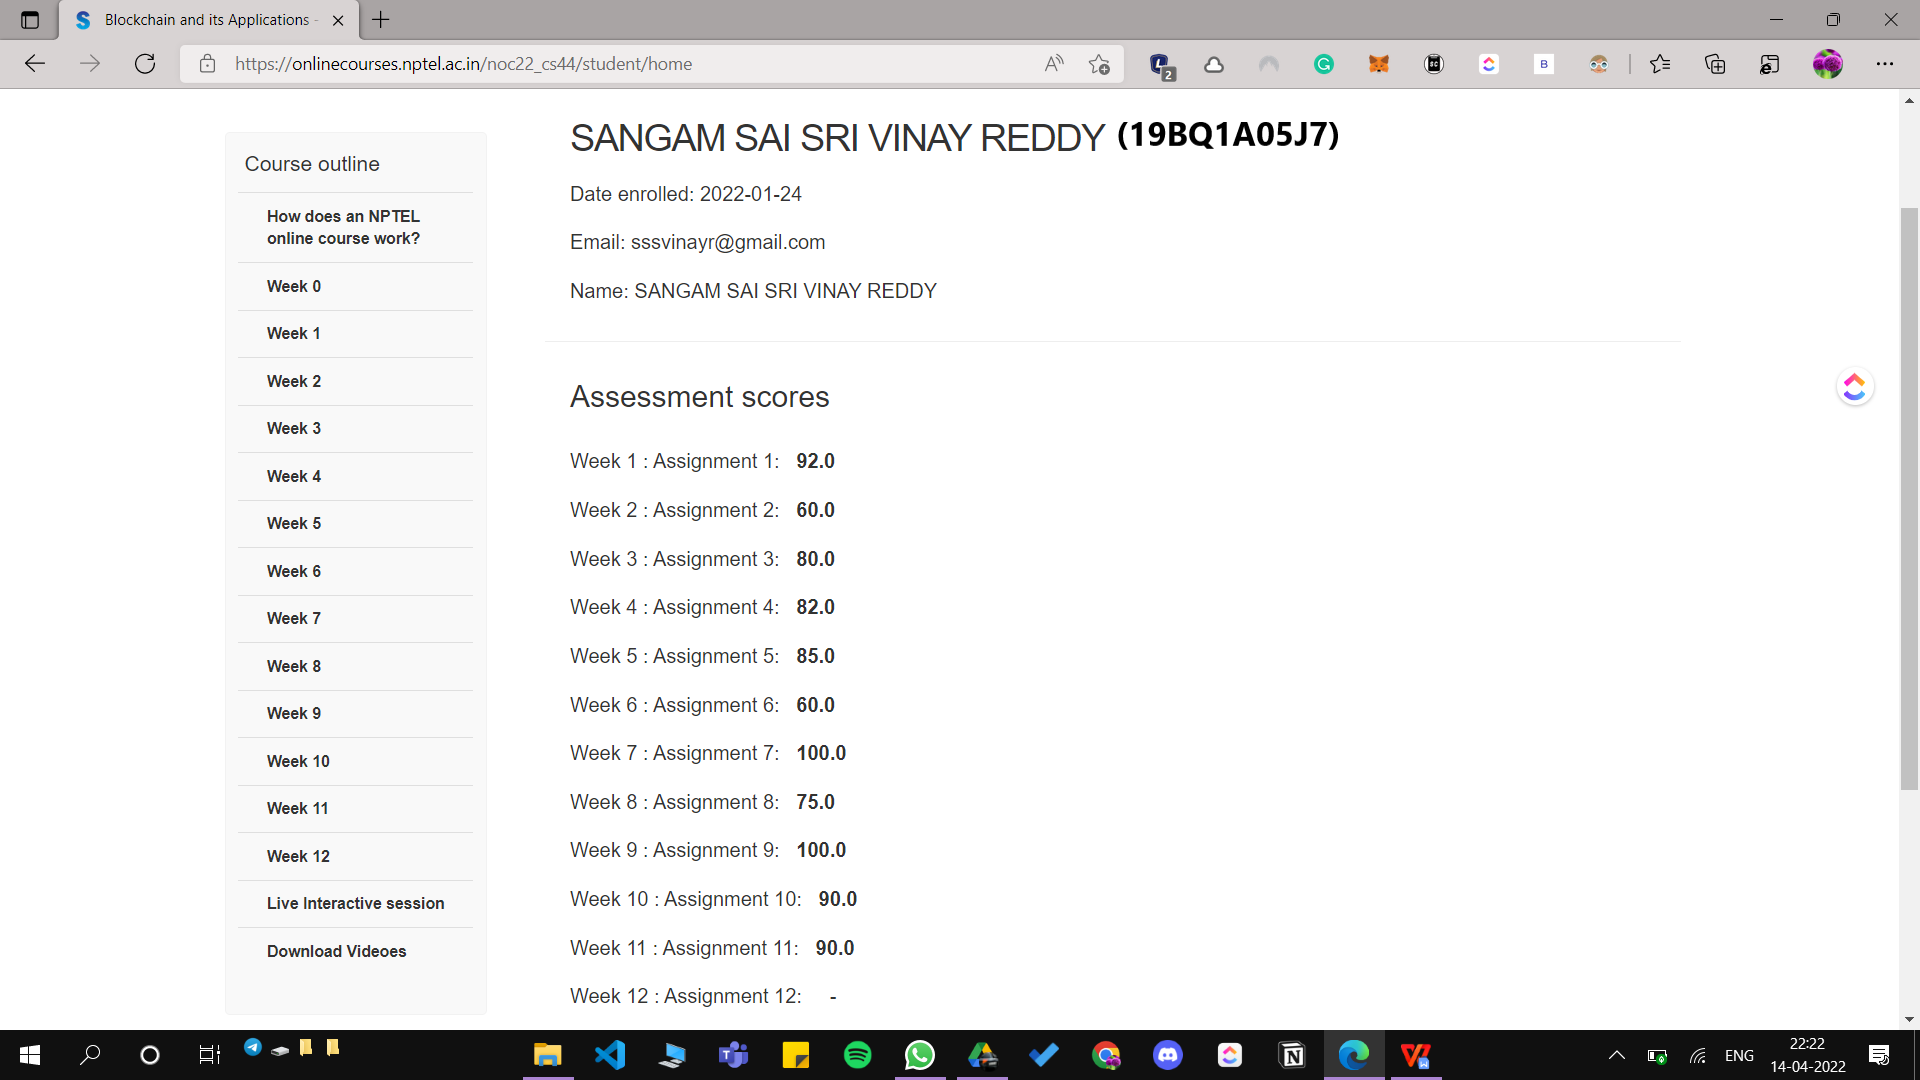 Blockchain and its Applications -
https://onlinecourses.nptel.ac.in/noc22_cs44/student/home
2
B
Course outline
How does an NPTEL
online course work?
Week 0
Week 1
Week 2
Week 3
Week 4
Week 5
Week 6
Week 7
Week 8
Week 9
Week 10
Week 11
Week 12
Live Interactive session
Download Videoes
SANGAM SAI SRI VINAY REDDY (19BQ1A05J7)
Date enrolled: 2022-01-24
Email: sssvinayr@gmail.com
Name: SANGAM SAI SRI VINAY REDDY
Assessment scores
Week 1 : Assignment 1: 92.0
Week 2 : Assignment 2: 60.0
Week 3 : Assignment 3: 80.0
Week 4 : Assignment 4: 82.0
Week 5 : Assignment 5: 85.0
Week 6 : Assignment 6: 60.0
Week 7 : Assignment 7: 100.0
Week 8 : Assignment 8: 75.0
Week 9 : Assignment 9: 100.0
Week 10 : Assignment 10: 90.0
Week 11 : Assignment 11: 90.0
Week 12 : Assignment 12: -
ENG
22:22
14-04-2022